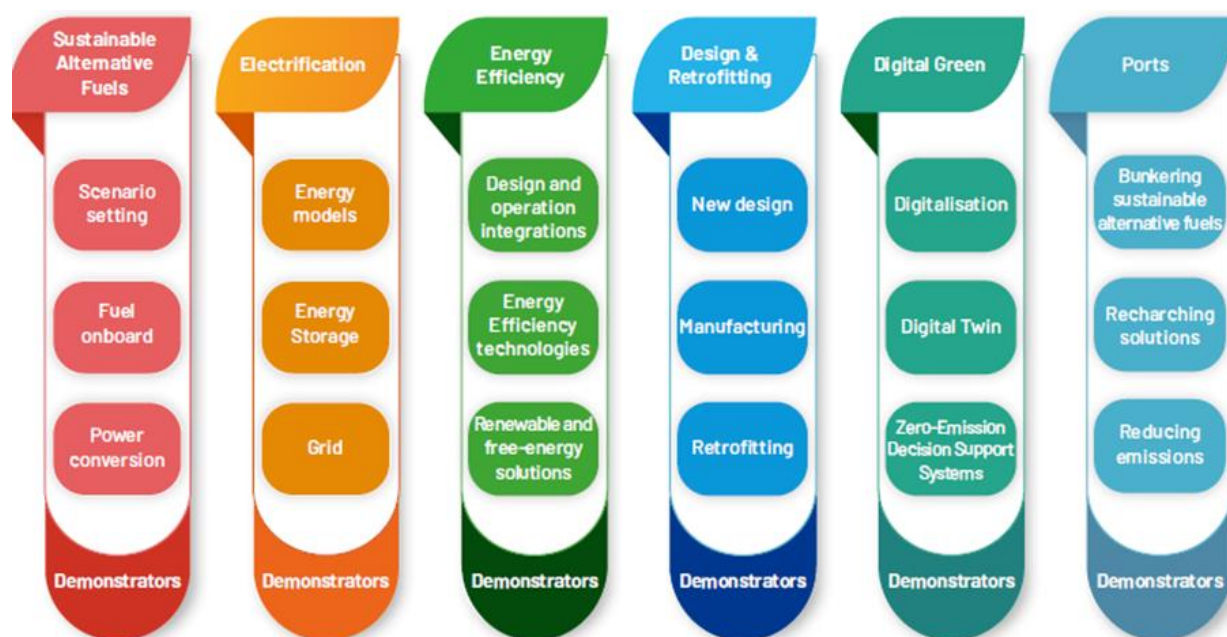 Sustainable
Alternative
Fuels
Scenario
setting
Fuel
onboard
Power
conversion
Demonstrators
Electrification
Energy
models
Energy
Storage
Grid
Demonstrators
Energy
Efficiency
Design and
operation
integrations
Energy
Efficiency
technologies
Renewable and
free-energy
solutions
Demonstrators
Design &
Retrofitting
New design
Manufacturing
Retrofitting
Demonstrators
Digital Green
Digitalisation
Digital Twin
Zero-Emission
Decision Support
Systems
Demonstrators
Ports
Bunkering
sustainable
alternative fuels
Recharching
solutions
Reducing
emissions
Demonstrators